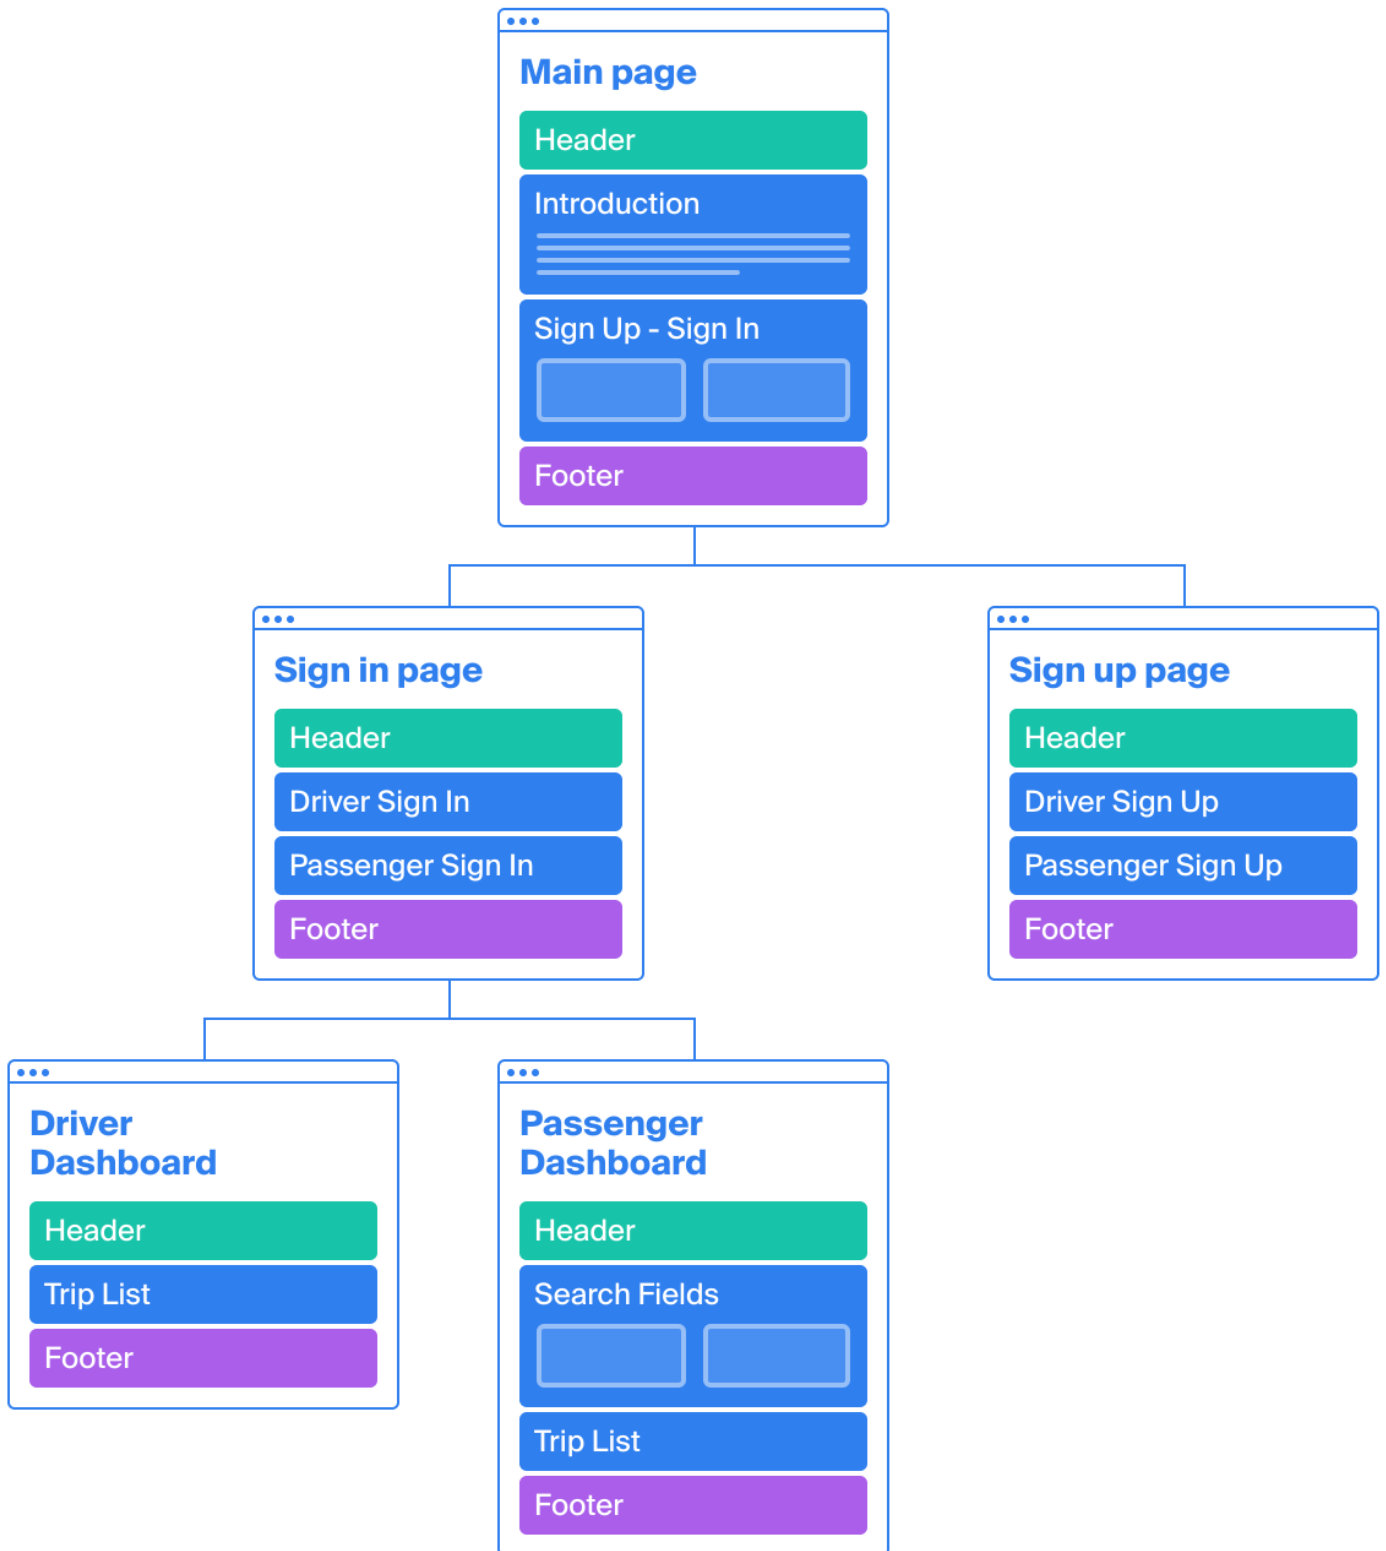 Main page
Header
Introduction
Sign Up - Sign In
Footer
Sign in page
Header
Driver Sign In
Passenger Sign In
Footer
Sign up page
Header
Driver Sign Up
Passenger Sign Up
Footer
Driver
Dashboard
Header
Trip List
Footer
Passenger
Dashboard
Header
Search Fields
Trip List
Footer